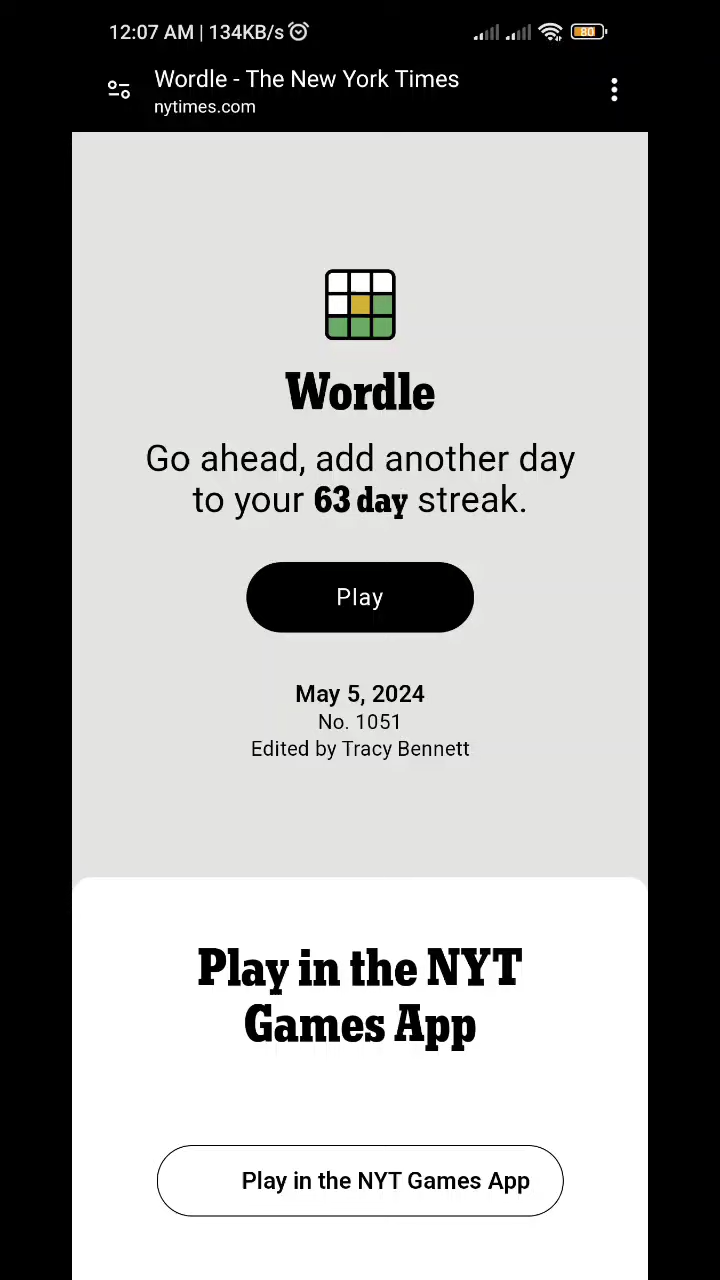 12:07 AM | 134KB/s
80
Wordle - The New York Times
nytimes.com
Wordle
Go ahead, add another day
to your 63 day streak.
Play
May 5, 2024
No. 1051
Edited by Tracy Bennett
Play in the NYT
Games App
Play in the NYT Games App